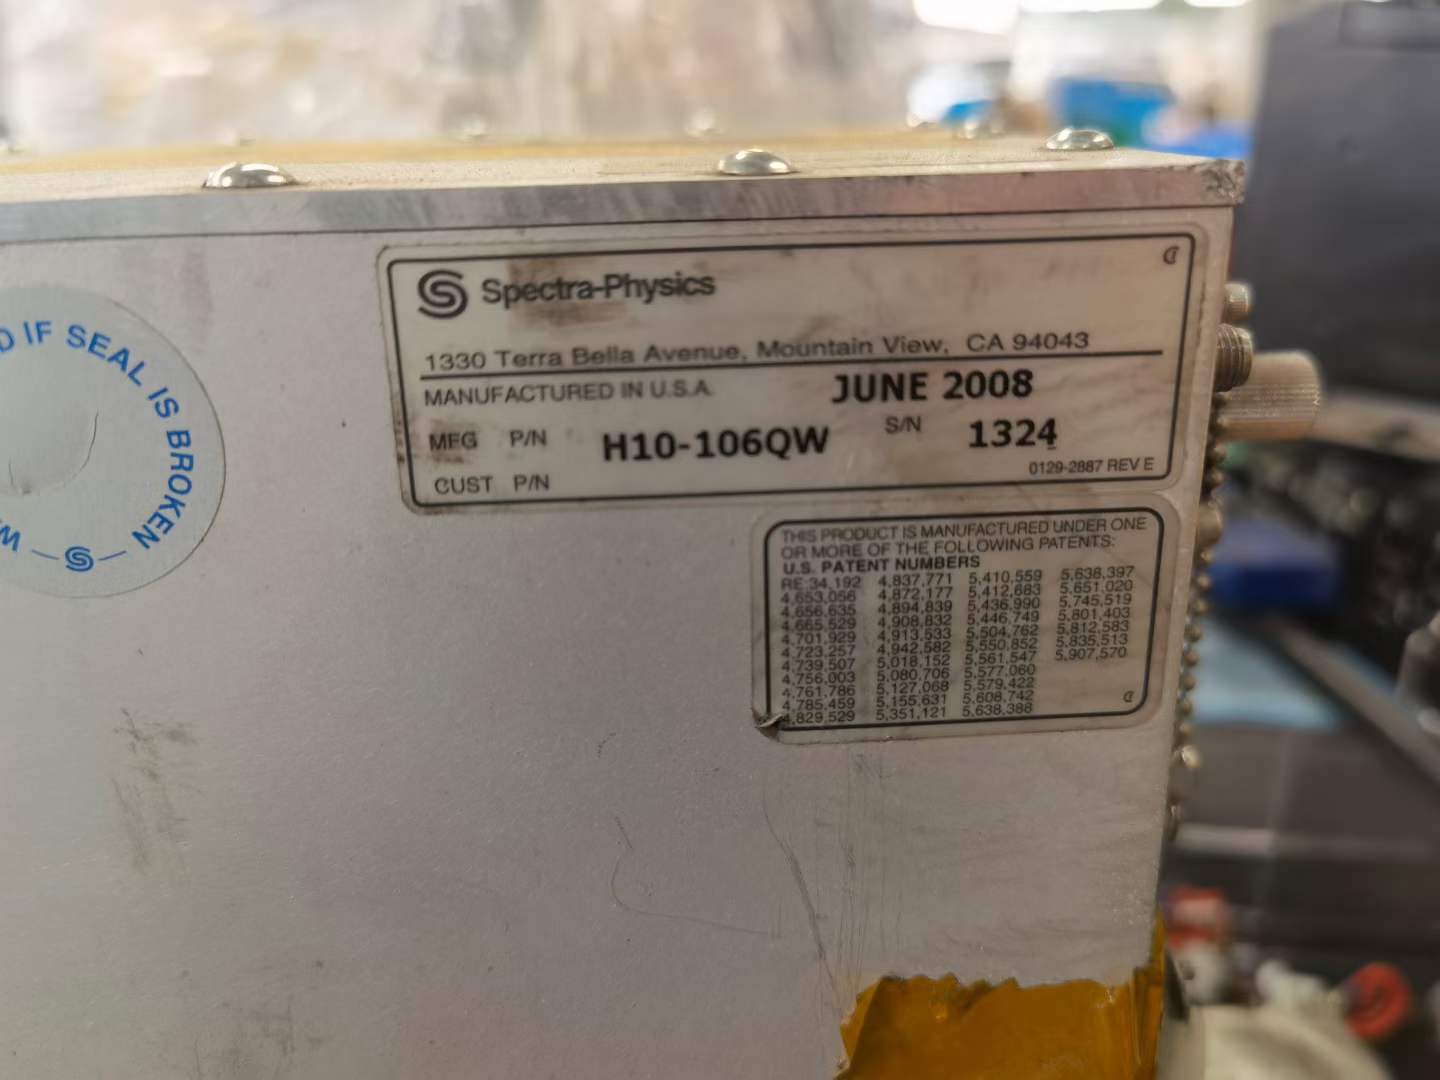 D IF SEAL IS BROKEN
W
Spectra-Physics
1330 Terra Bella Avenue, Mountain View, CA 94043
MANUFACTURED IN U.S.A. JUNE 2008
MFG P/N H10-106QW S/N 1324
CUST P/N 0129-2887 REV E
THIS PRODUCT IS MANUFACTURED UNDER ONE
OR MORE OF THE FOLLOWING PATENTS:
U.S. PATENT NUMBERS
RE:34,192 4,837,771 5,410,559 5,638,397
4,653,056 4,872,177 5,412,683 5,651,020
4,656,635 4,894,839 5,436,990 5,745,519
4,665,529 4,908,832 5,446,749 5,801,403
4,701,929 4,913,533 5,504,762 5,812,583
4,723,257 4,942,582 5,550,852 5,835,513
4,739,507 5,018,152 5,561,547 5,907,570
4,756,003 5,080,706 5,577,060
4,761,786 5,127,068 5,579,422
4,785,459 5,155,631 5,608,742
4,829,529 5,351,121 5,638,388